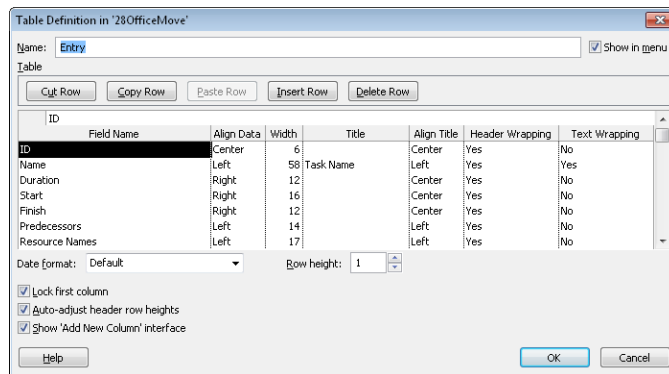 Table Definition in '28OfficeMove'
Name: Entry Show in menu
Table
Cut Row Copy Row Paste Row Insert Row Delete Row
ID
Field Name Align Data Width Title Align Title Header Wrapping Text Wrapping
ID Center 6 Center Yes No
Name Left 58 Task Name Left Yes Yes
Duration Right 12 Center Yes No
Start Right 16 Center Yes No
Finish Right 12 Center Yes No
Predecessors Left 14 Left Yes No
Resource Names Left 17 Left Yes No
Date format: Default Row height: 1
Lock first column
Auto-adjust header row heights
Show 'Add New Column' interface
Help OK Cancel